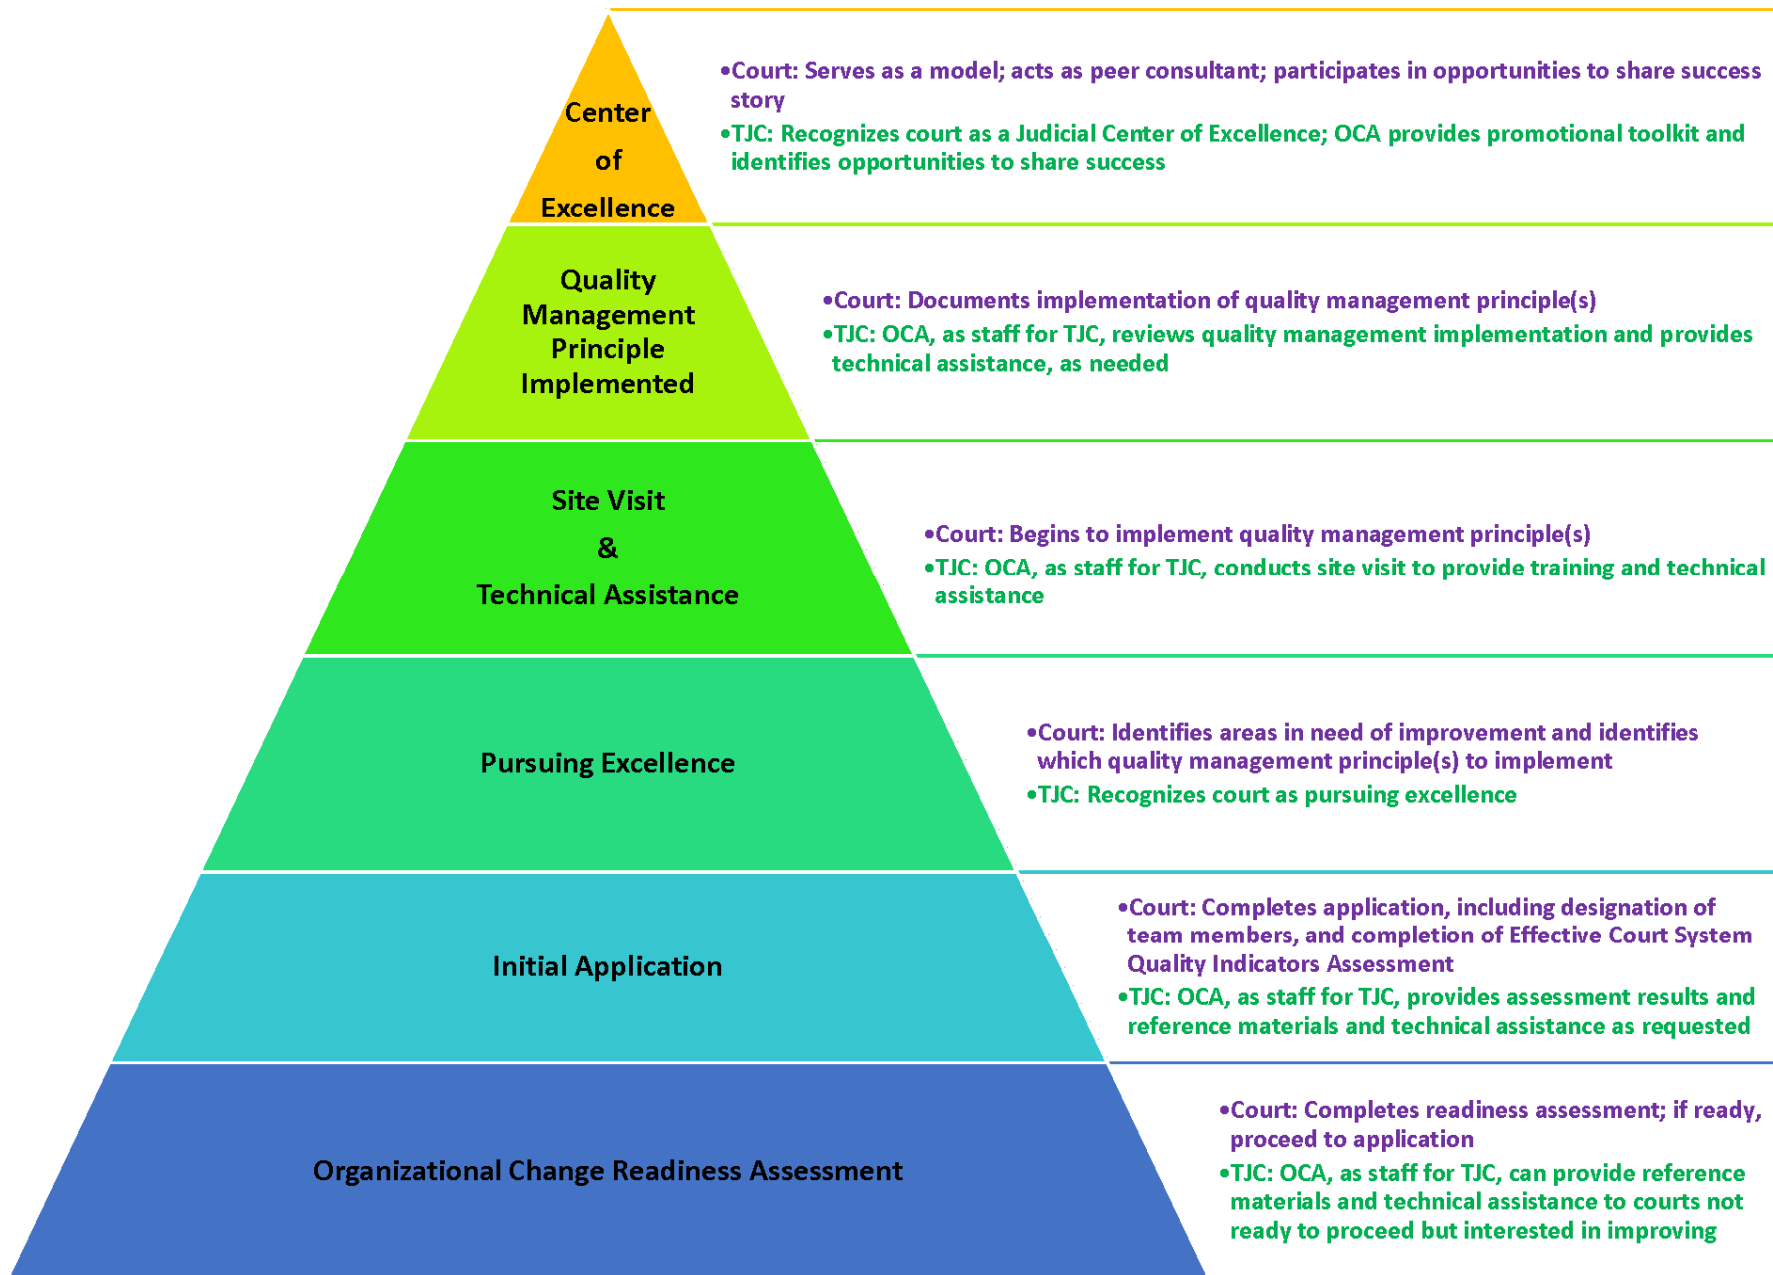 Center
of
Excellence
•Court: Serves as a model; acts as peer consultant; participates in opportunities to share success
story
•TJC: Recognizes court as a Judicial Center of Excellence; OCA provides promotional toolkit and
identifies opportunities to share success
Quality
Management
Principle
Implemented
•Court: Documents implementation of quality management principle(s)
•TJC: OCA, as staff for TJC, reviews quality management implementation and provides
technical assistance, as needed
Site Visit
&
Technical Assistance
•Court: Begins to implement quality management principle(s)
•TJC: OCA, as staff for TJC, conducts site visit to provide training and technical
assistance
Pursuing Excellence
•Court: Identifies areas in need of improvement and identifies
which quality management principle(s) to implement
•TJC: Recognizes court as pursuing excellence
Initial Application
•Court: Completes application, including designation of
team members, and completion of Effective Court System
Quality Indicators Assessment
•TJC: OCA, as staff for TJC, provides assessment results and
reference materials and technical assistance as requested
Organizational Change Readiness Assessment
•Court: Completes readiness assessment; if ready,
proceed to application
•TJC: OCA, as staff for TJC, can provide reference
materials and technical assistance to courts not
ready to proceed but interested in improving